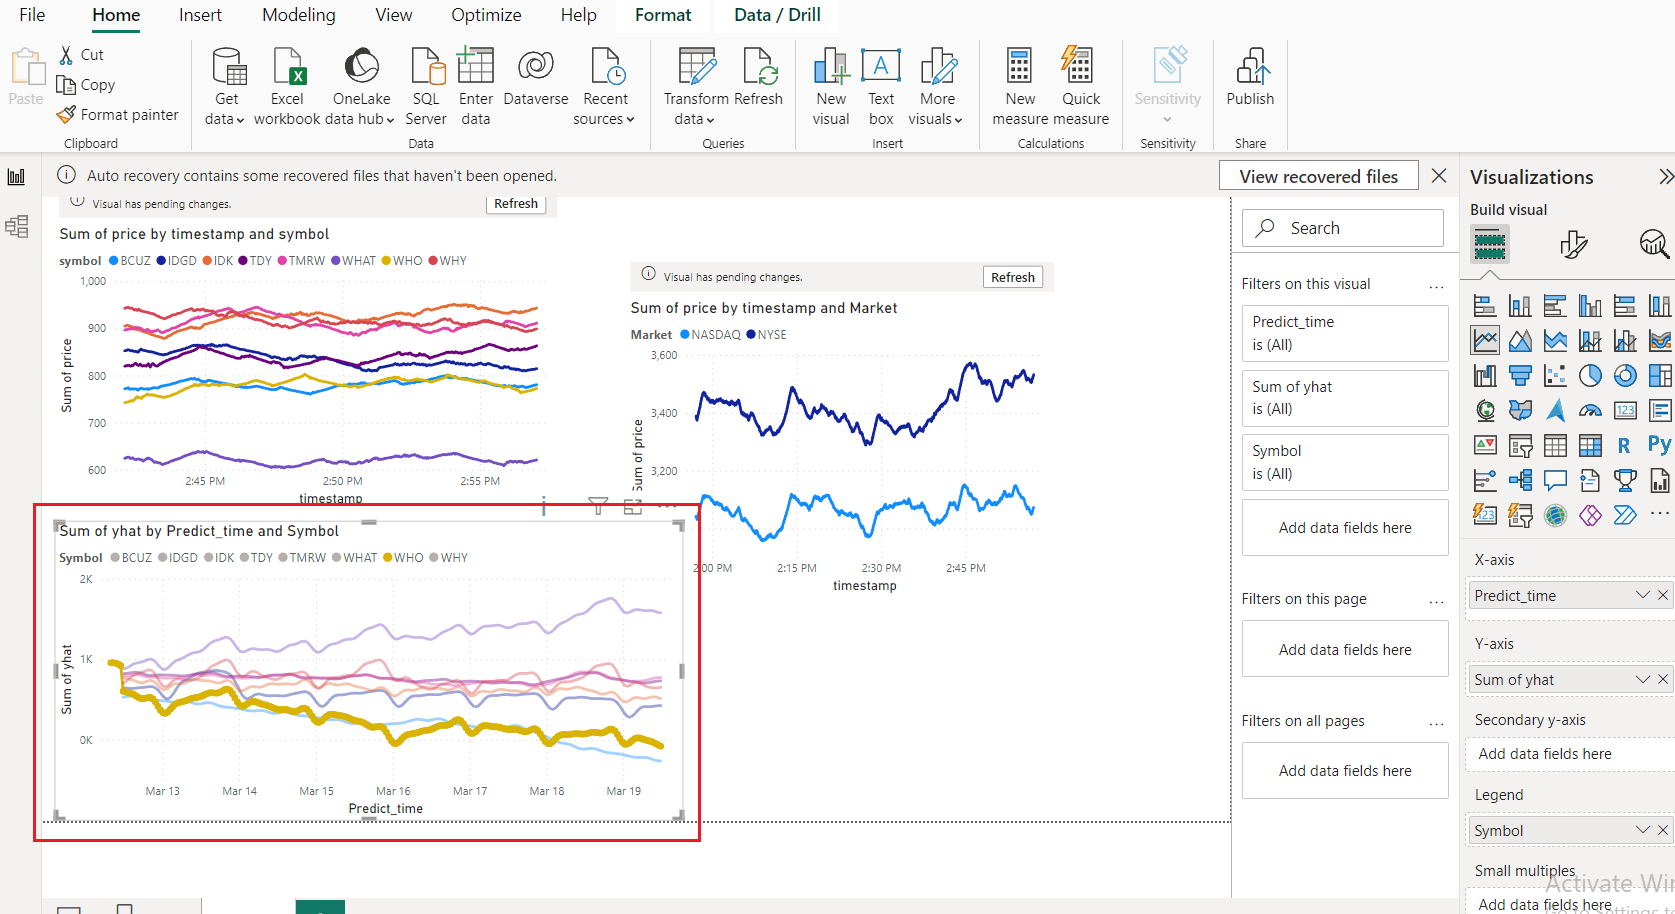 File Home Insert Modeling View Optimize Help Format Data / Drill
Paste
Cut
Copy
Format painter
Get data
Excel workbook
OneLake data hub
SQL Server
Enter data
Dataverse
Recent sources
Transform data
Refresh
New visual
Text box
More visuals
New measure
Quick measure
Sensitivity
Publish
Clipboard Data Queries Insert Calculations Sensitivity Share
Auto recovery contains some recovered files that haven't been opened.
View recovered files
Visual has pending changes.
Refresh
Sum of price by timestamp and symbol
symbol BCUZ IDGD IDK TDY TMRW WHAT WHO WHY
1,000
900
800
700
600
Sum of price
2:45 PM 2:50 PM 2:55 PM
timestamp
Visual has pending changes.
Refresh
Sum of price by timestamp and Market
Market NASDAQ NYSE
3,600
3,400
3,200
Sum of price
2:00 PM 2:15 PM 2:30 PM 2:45 PM
timestamp
Sum of yhat by Predict_time and Symbol
Symbol BCUZ IDGD IDK TDY TMRW WHAT WHO WHY
2K
1K
0K
Sum of yhat
Mar 13 Mar 14 Mar 15 Mar 16 Mar 17 Mar 18 Mar 19
Predict_time
Search
Filters on this visual ...
Predict_time
is (All)
Sum of yhat
is (All)
Symbol
is (All)
Add data fields here
Filters on this page ...
Add data fields here
Filters on all pages ...
Add data fields here
Visualizations
Build visual
123
R Py
123
...
X-axis
Predict_time
Y-axis
Sum of yhat
Secondary y-axis
Add data fields here
Legend
Symbol
Small multiples
Activate Win
Add data fields here